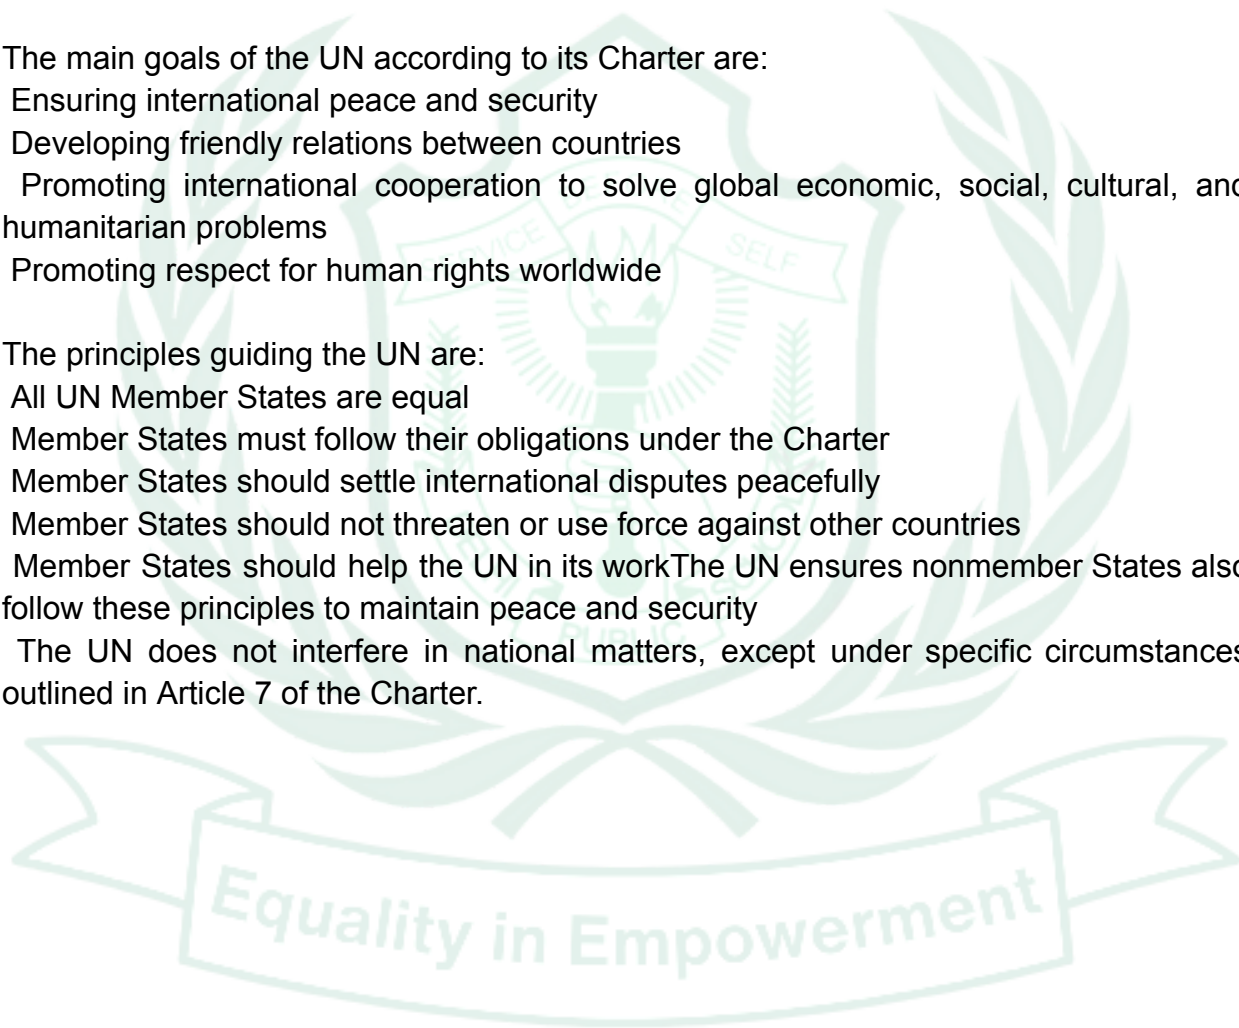 The main goals of the UN according to its Charter are:
Ensuring international peace and security
Developing friendly relations between countries
Promoting international cooperation to solve global economic, social, cultural, and
humanitarian problems
SERVICE BEFORE SELF
Promoting respect for human rights worldwide
The principles guiding the UN are:
All UN Member States are equal
Member States must follow their obligations under the Charter
Member States should settle international disputes peacefully
Member States should not threaten or use force against other countries
Member States should help the UN in its workThe UN ensures nonmember States also
follow these principles to maintain peace and security
PUBLIC
The UN does not interfere in national matters, except under specific circumstances
outlined in Article 7 of the Charter.
Equality in Empowerment